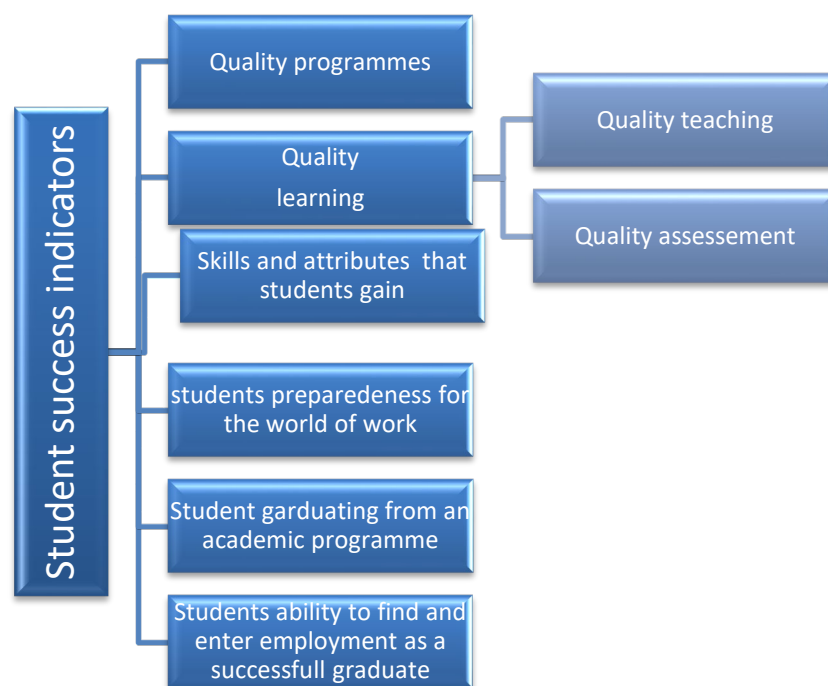 Student success indicators
Quality programmes
Quality
learning
Quality teaching
Quality assessement
Skills and attributes that
students gain
students preparedeness for
the world of work
Student garduating from an
academic programme
Students ability to find and
enter employment as a
successfull graduate